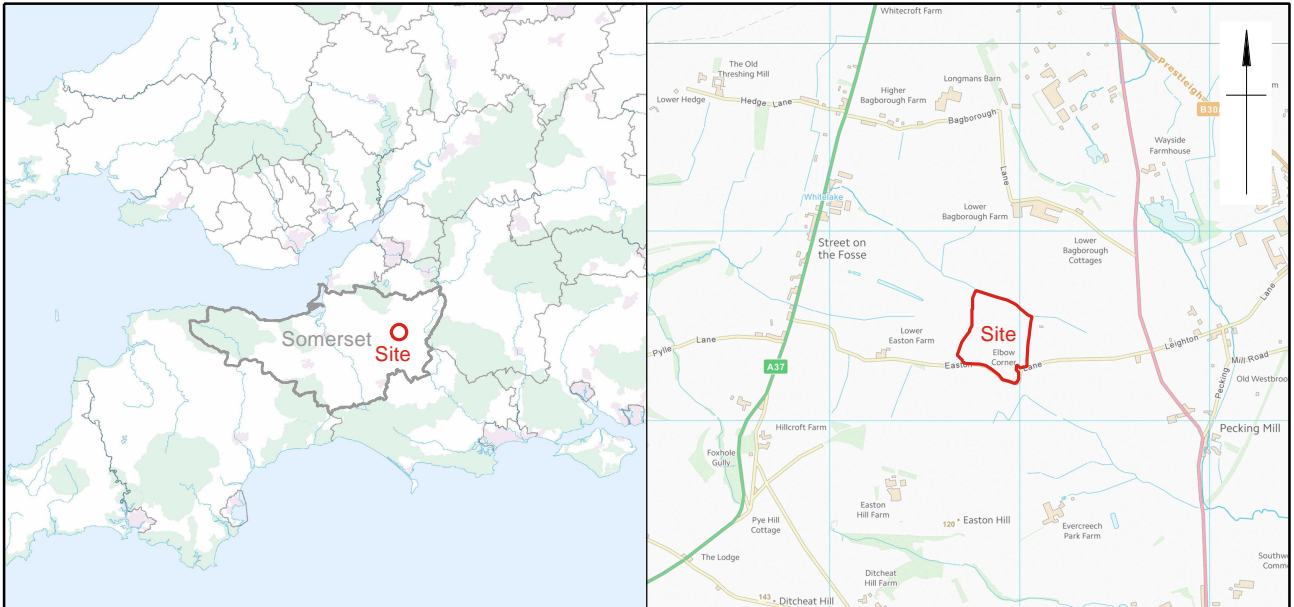 Somerset
Site
Whitecroft Farm
The Old
Threshing Mill
Lower Hedge
Hedge Lane
Higher
Bagborough Farm
Longmans Barn
Bagborough
Lane
Prestleigh
B30
m
Wayside
Farmhouse
Whitelake
Lower
Bagborough Farm
Street on
the Fosse
Lower
Bagborough
Cottages
Lane
Lower
Easton Farm
Site
Elbow
Corner
Pylle Lane
Easton
Lane
Leighton
Mill Road
A37
Pecking
Old Westbroo
Hillcroft Farm
Pecking Mill
Foxhole
Gully
Easton
Hill Farm
120
Easton Hill
Pye Hill
Cottage
Evercreech
Park Farm
The Lodge
Southwo
Comm
Ditcheat
Hill Farm
143
Ditcheat Hill